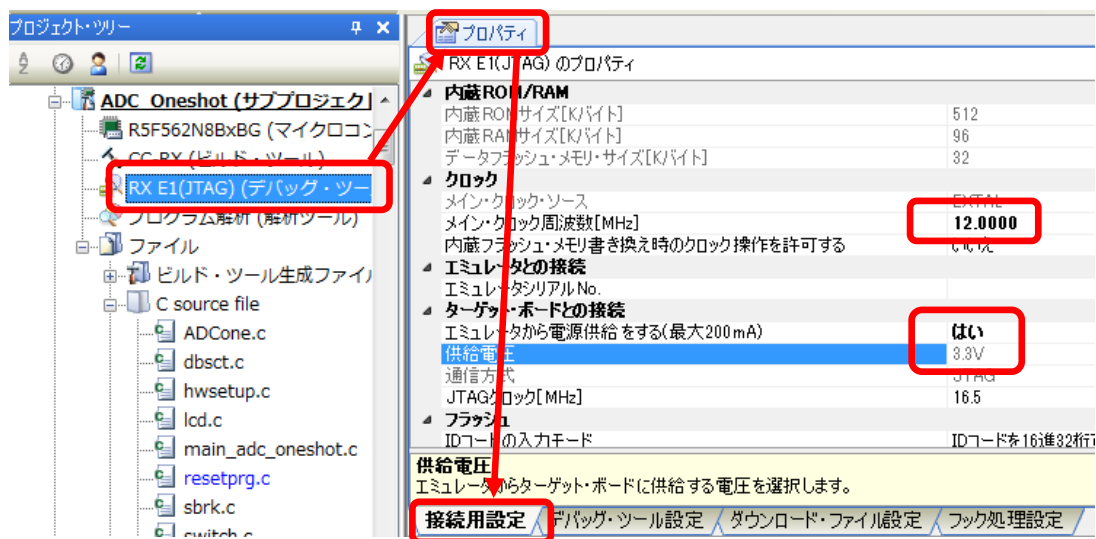 プロジェクト・ツリー
ADC_Oneshot (サブプロジェクト
R5F562N8BxBG (マイクロコン
CC-RX (ビルド・ツール)
RX E1(JTAG) (デバッグ・ツー
プログラム解析 (解析ツール)
ファイル
ビルド・ツール生成ファイル
C source file
ADCone.c
dbsct.c
hwsetup.c
lcd.c
main_adc_oneshot.c
resetprg.c
sbrk.c
switch.c
プロパティ
RX E1(JTAG) のプロパティ
内蔵ROM/RAM
内蔵ROMサイズ[Kバイト] 512
内蔵RAMサイズ[Kバイト] 96
データフラッシュ・メモリ・サイズ[Kバイト] 32
クロック
メイン・クロック・ソース EXTAL
メイン・クロック周波数[MHz] 12.0000
内蔵フラッシュ・メモリ書き換え時のクロック操作を許可する いいえ
エミュレータとの接続
エミュレータシリアルNo.
ターゲット・ボードとの接続
エミュレータから電源供給をする(最大200mA) はい
供給電圧 3.3V
通信方式 JTAG
JTAGクロック[MHz] 16.5
フラッシュ
IDコードの入力モード IDコードを16進32桁で
供給電圧
エミュレータからターゲット・ボードに供給する電圧を選択します。
接続用設定 デバッグ・ツール設定 ダウンロード・ファイル設定 フック処理設定